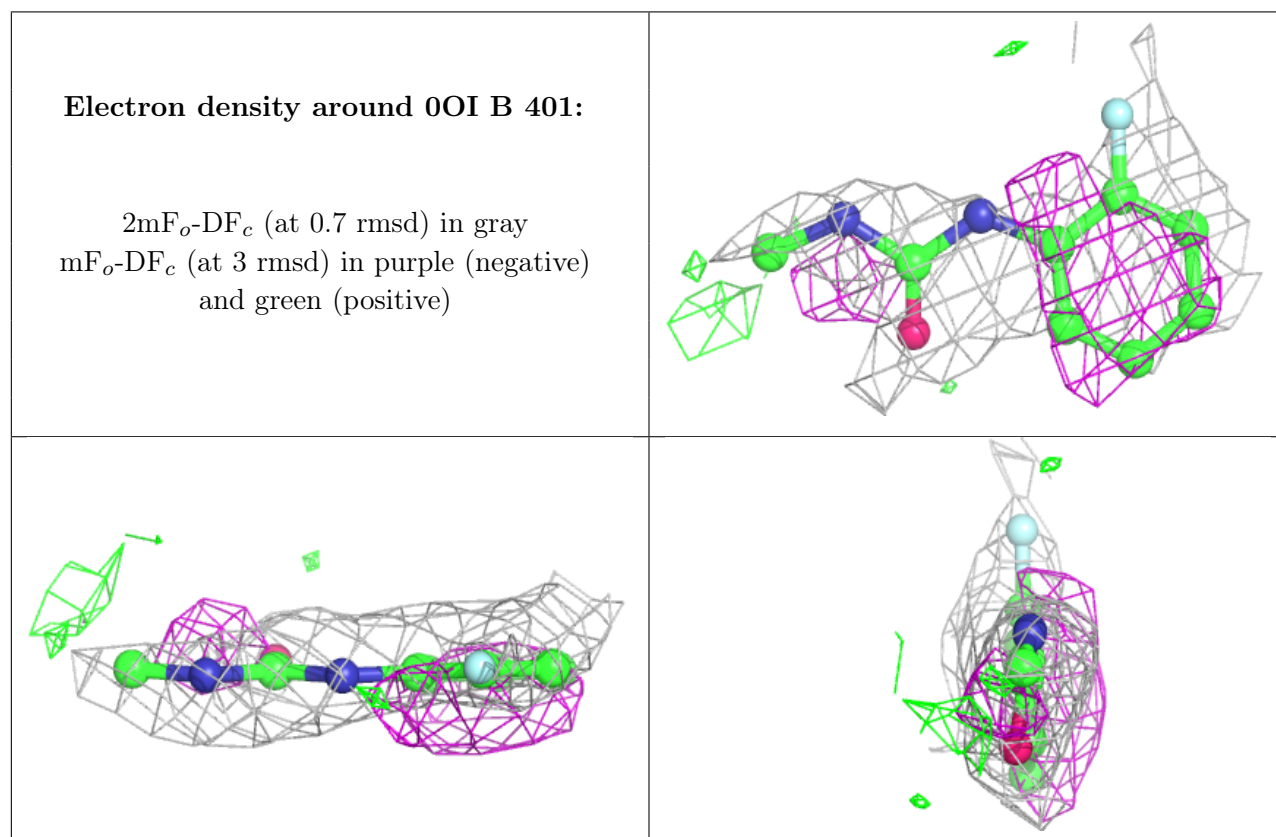 Electron density around 0OI B 401:
2mFo-DFc (at 0.7 rmsd) in gray
mFo-DFc (at 3 rmsd) in purple (negative)
and green (positive)